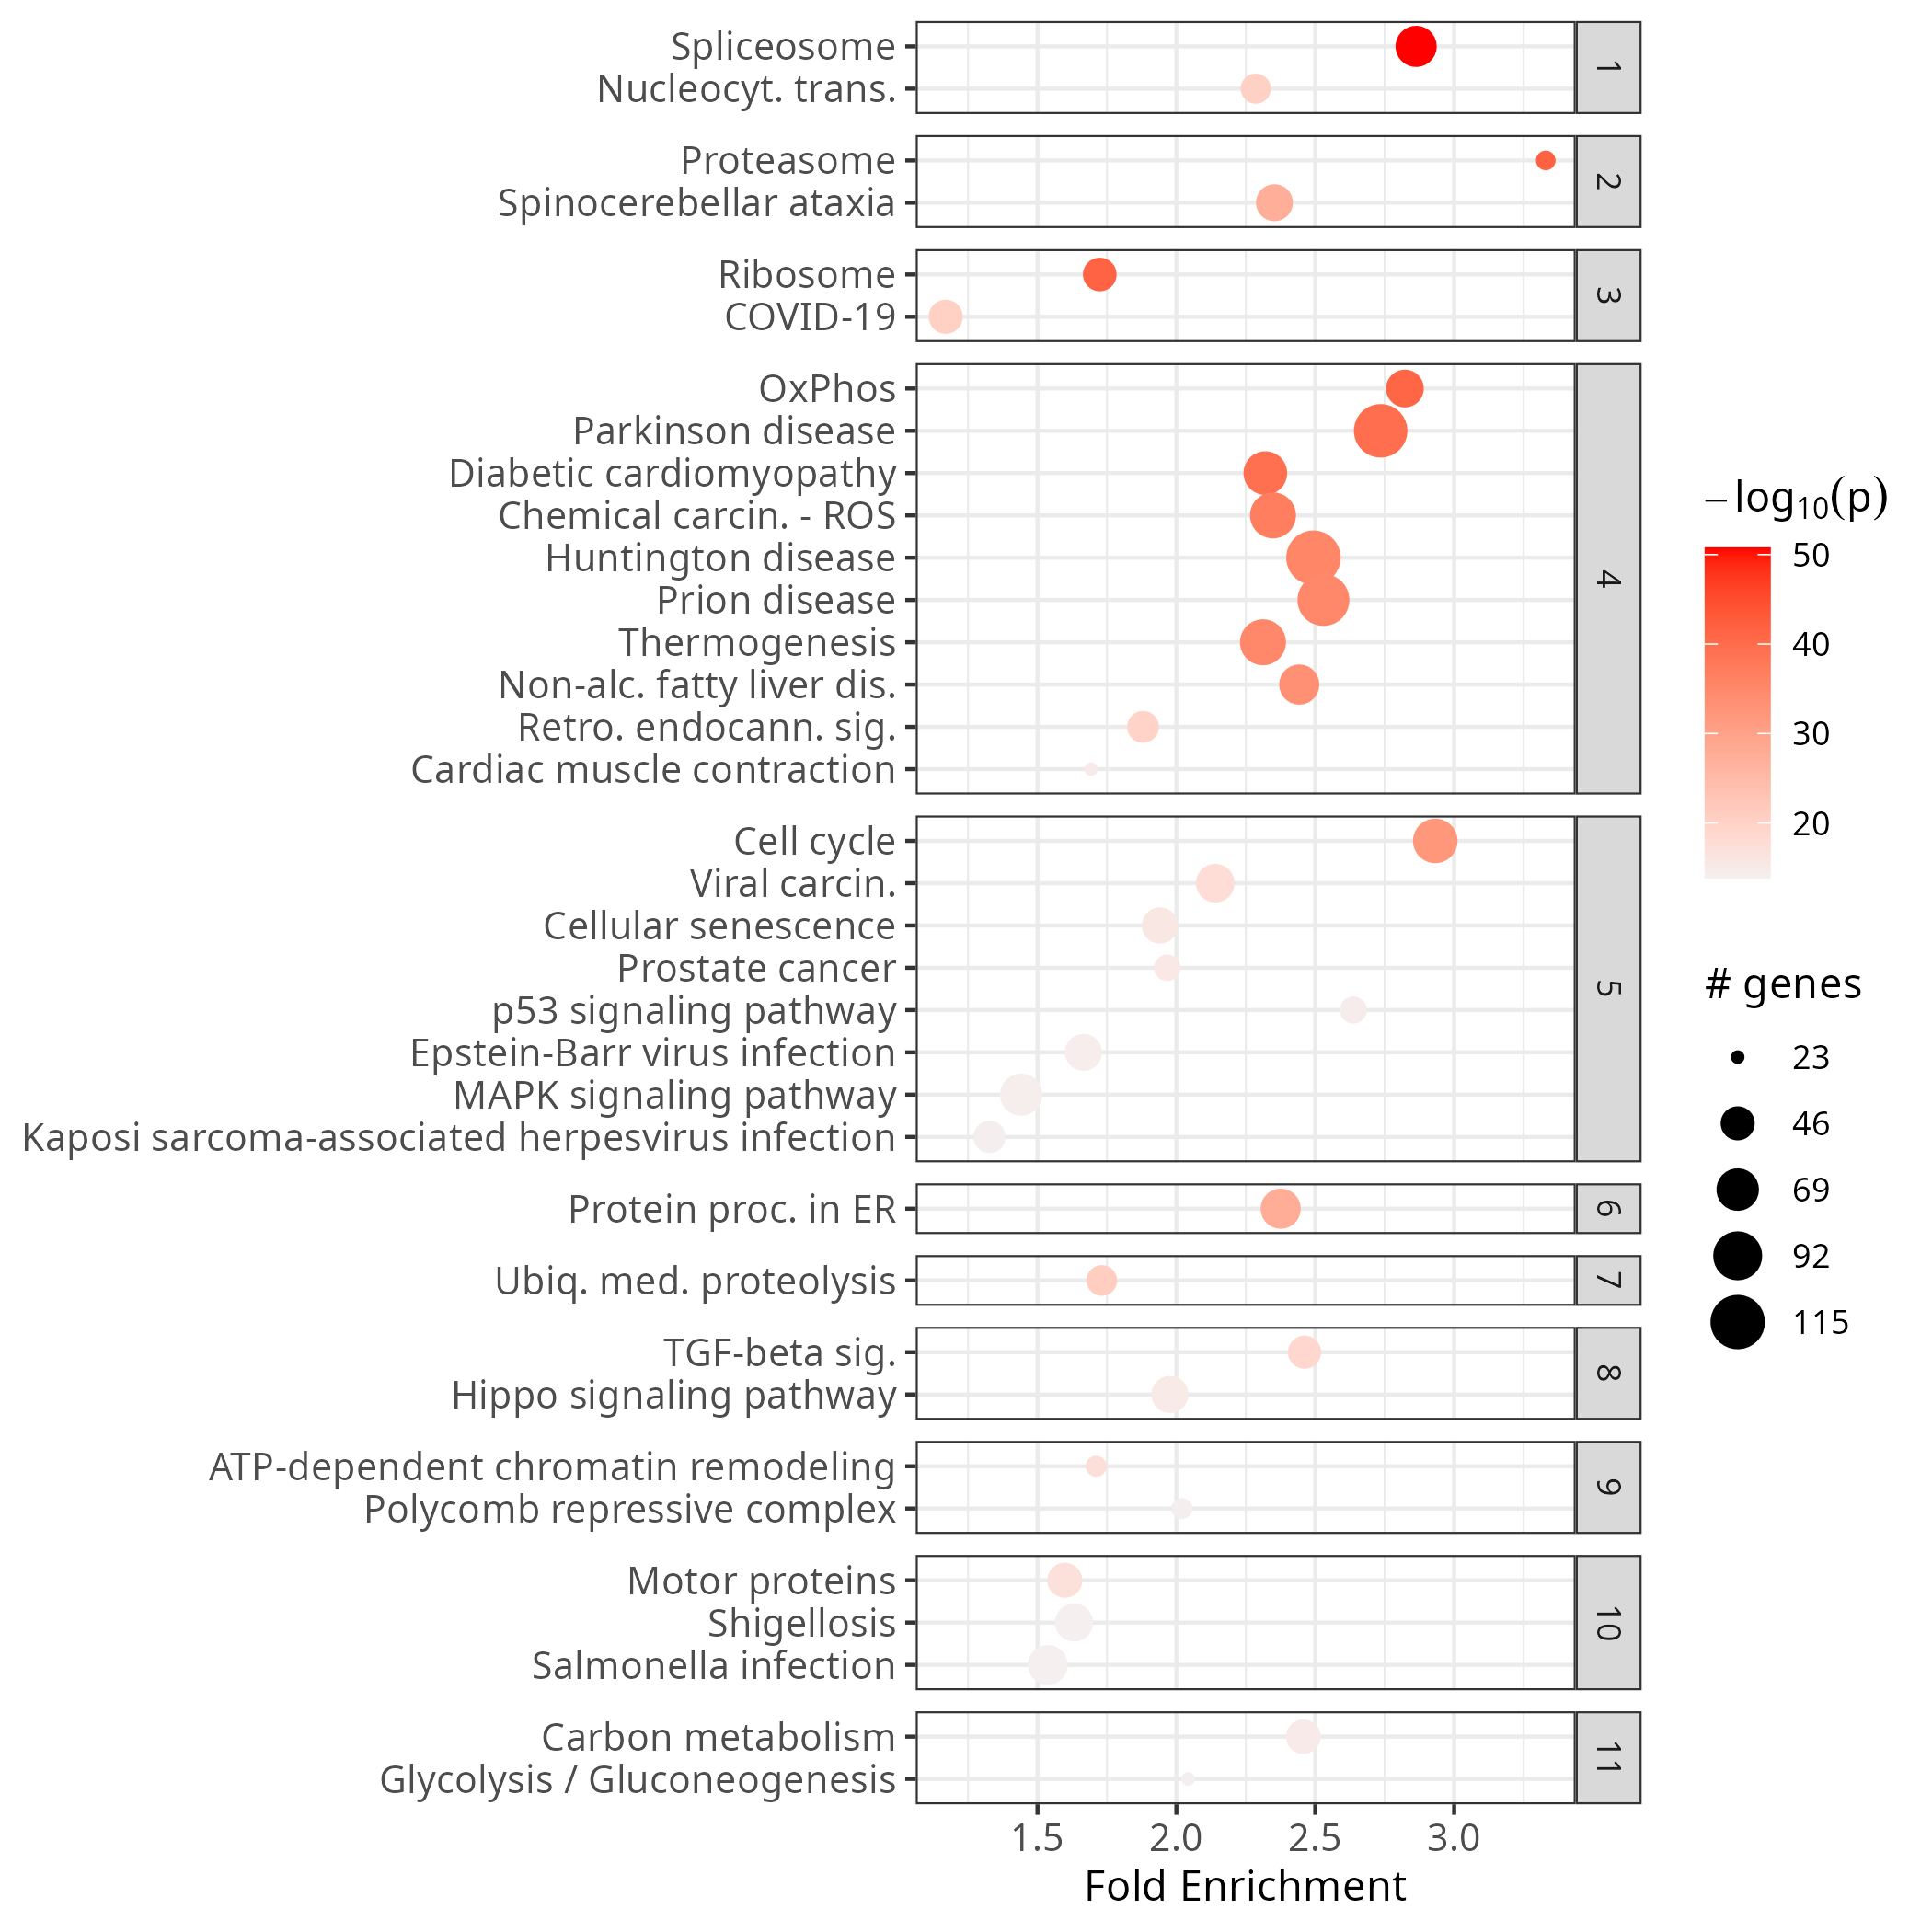 Spliceosome
Nucleocyt. trans.
1
Proteasome
Spinocerebellar ataxia
2
Ribosome
COVID-19
3
OxPhos
Parkinson disease
Diabetic cardiomyopathy
Chemical carcin. - ROS
Huntington disease
Prion disease
Thermogenesis
Non-alc. fatty liver dis.
Retro. endocann. sig.
Cardiac muscle contraction
4
Cell cycle
Viral carcin.
Cellular senescence
Prostate cancer
p53 signaling pathway
Epstein-Barr virus infection
MAPK signaling pathway
Kaposi sarcoma-associated herpesvirus infection
5
Protein proc. in ER
6
Ubiq. med. proteolysis
7
TGF-beta sig.
Hippo signaling pathway
8
ATP-dependent chromatin remodeling
Polycomb repressive complex
9
Motor proteins
Shigellosis
Salmonella infection
10
Carbon metabolism
Glycolysis / Gluconeogenesis
11
1.5 2.0 2.5 3.0
Fold Enrichment
−log₁₀(p)
50
40
30
20
# genes
23
46
69
92
115